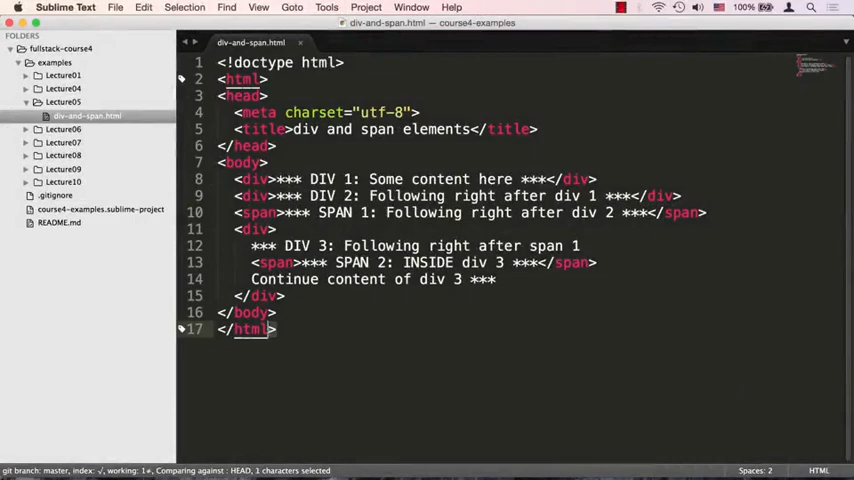 Sublime Text File Edit Selection Find View Goto Tools Project Window Help 100%
div-and-span.html — course4-examples
FOLDERS
fullstack-course4
examples
Lecture01
Lecture04
Lecture05
div-and-span.html
Lecture06
Lecture07
Lecture08
Lecture09
Lecture10
.gitignore
course4-examples.sublime-project
README.md
div-and-span.html ×
1 <!doctype html>
2 <html>
3 <head>
4 <meta charset="utf-8">
5 <title>div and span elements</title>
6 </head>
7 <body>
8 <div>*** DIV 1: Some content here ***</div>
9 <div>*** DIV 2: Following right after div 1 ***</div>
10 <span>*** SPAN 1: Following right after div 2 ***</span>
11 <div>
12 *** DIV 3: Following right after span 1
13 <span>*** SPAN 2: INSIDE div 3 ***</span>
14 Continue content of div 3 ***
15 </div>
16 </body>
17 </html>
git branch: master, index: √, working: 1≠, Comparing against : HEAD, 1 characters selected Spaces: 2 HTML